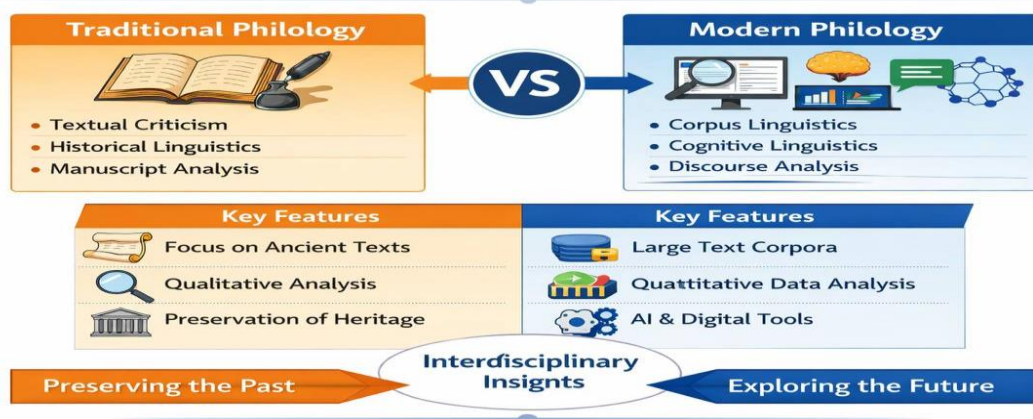 Traditional Philology
• Textual Criticism
• Historical Linguistics
• Manuscript Analysis
VS
Modern Philology
• Corpus Linguistics
• Cognitive Linguistics
• Discourse Analysis
Key Features
Focus on Ancient Texts
Qualitative Analysis
Preservation of Heritage
Key Features
Large Text Corpora
Quattitative Data Analysis
AI & Digital Tools
Preserving the Past
Interdisciplinary
Insignts
Exploring the Future